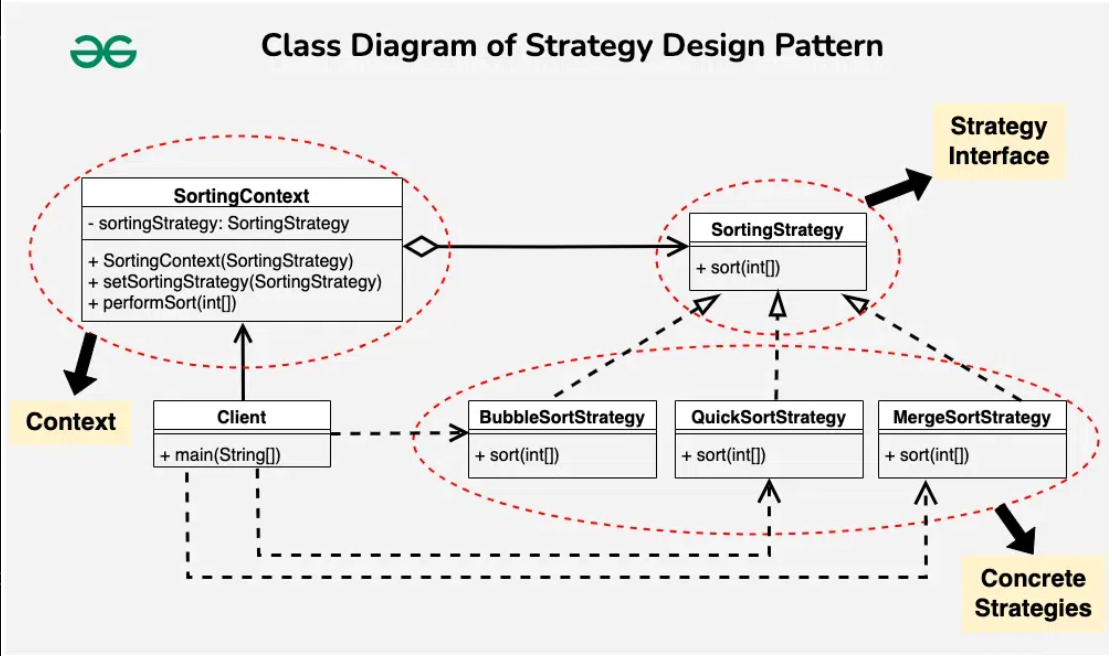 Class Diagram of Strategy Design Pattern
Strategy
Interface
SortingContext
- sortingStrategy: SortingStrategy
+ SortingContext(SortingStrategy)
+ setSortingStrategy(SortingStrategy)
+ performSort(int[])
SortingStrategy
+ sort(int[])
Context
Client
+ main(String[])
BubbleSortStrategy
+ sort(int[])
QuickSortStrategy
+ sort(int[])
MergeSortStrategy
+ sort(int[])
Concrete
Strategies